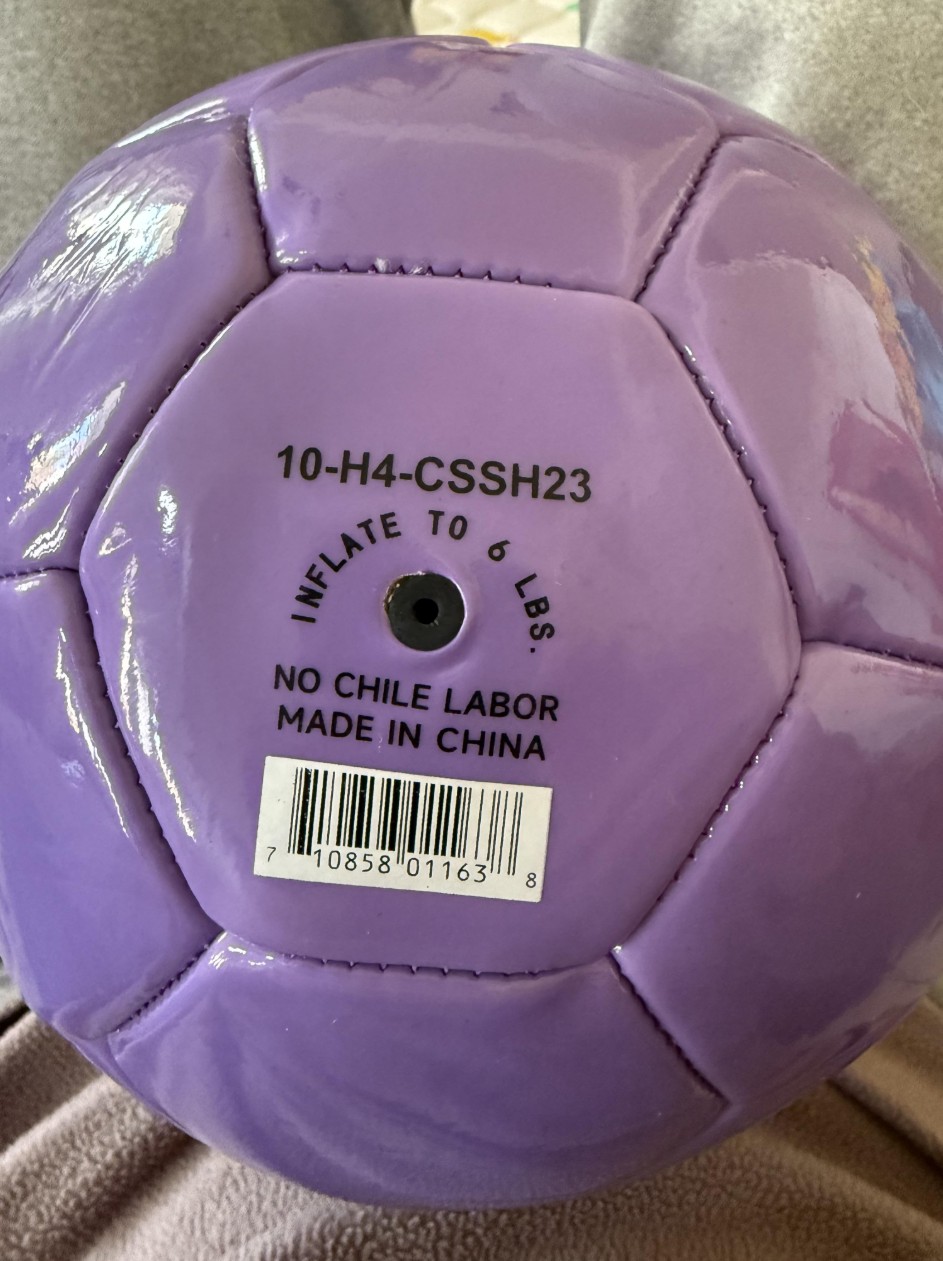 10-H4-CSSH23
INFLATE TO 6 LBS.
NO CHILE LABOR
MADE IN CHINA
7 10858 01163 8